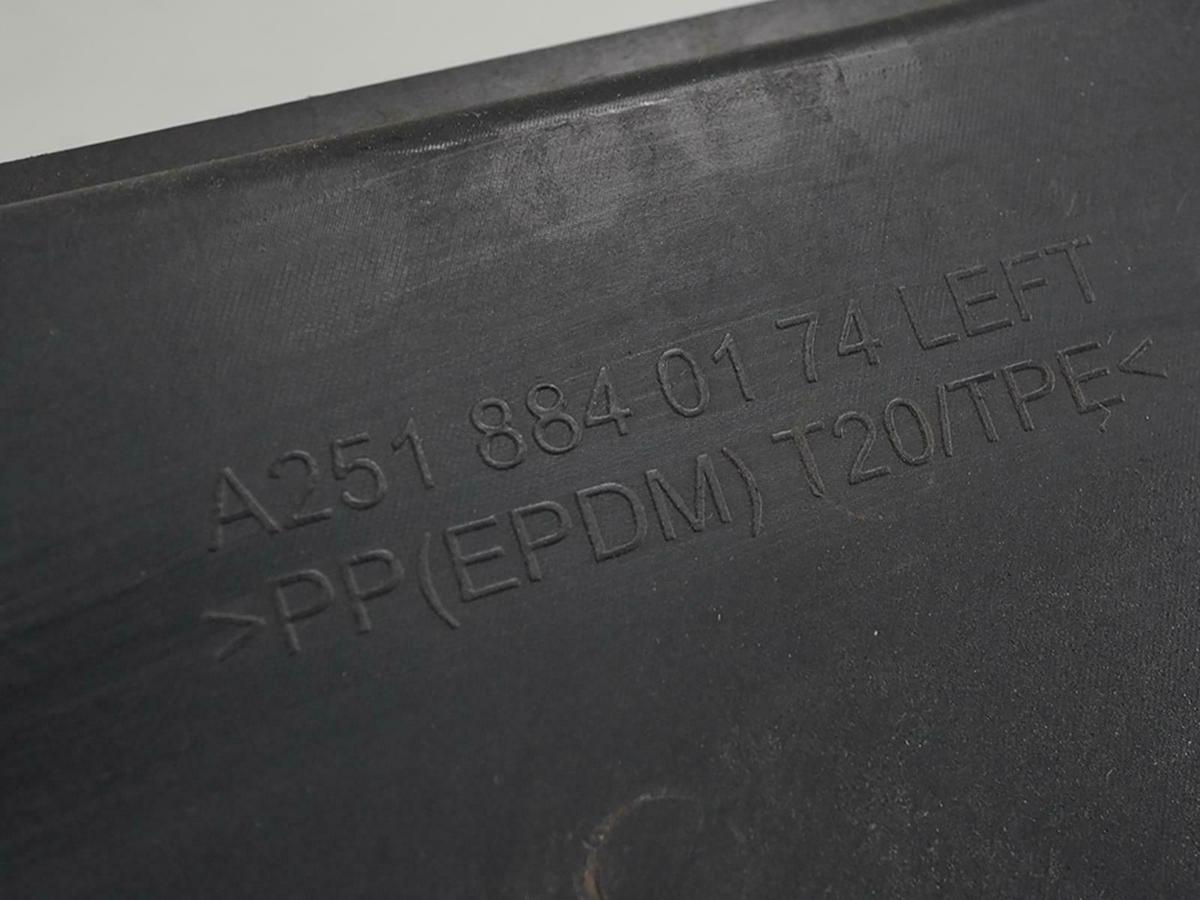 A251 884 01 74 LEFT
>PP(EPDM) T20/TPE<